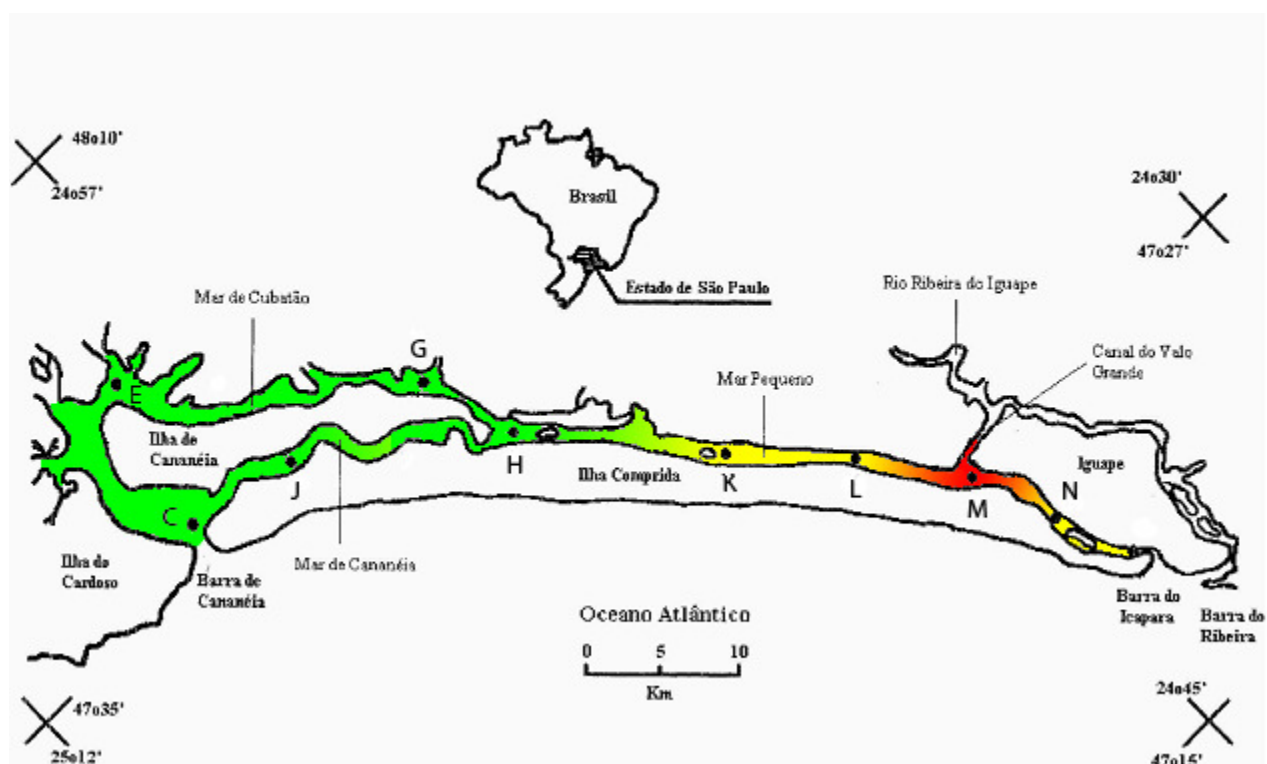 48o10'
24o57'
24o30'
47o27'
Brasil
Estado de São Paulo
Mar de Cubatão
Rio Ribeira do Iguape
G
Canal do Valo
Grande
Mar Pequeno
E
Ilha de
Cananéia
H
Ilha Comprida
Iguape
J
K
L
M
N
C
Ilha do
Cardoso
Mar de Cananéia
Barra de
Cananéia
Barra do
Icapara
Barra do
Ribeira
Oceano Atlântico
0 5 10
Km
47o35'
25o12'
24o45'
47o15'